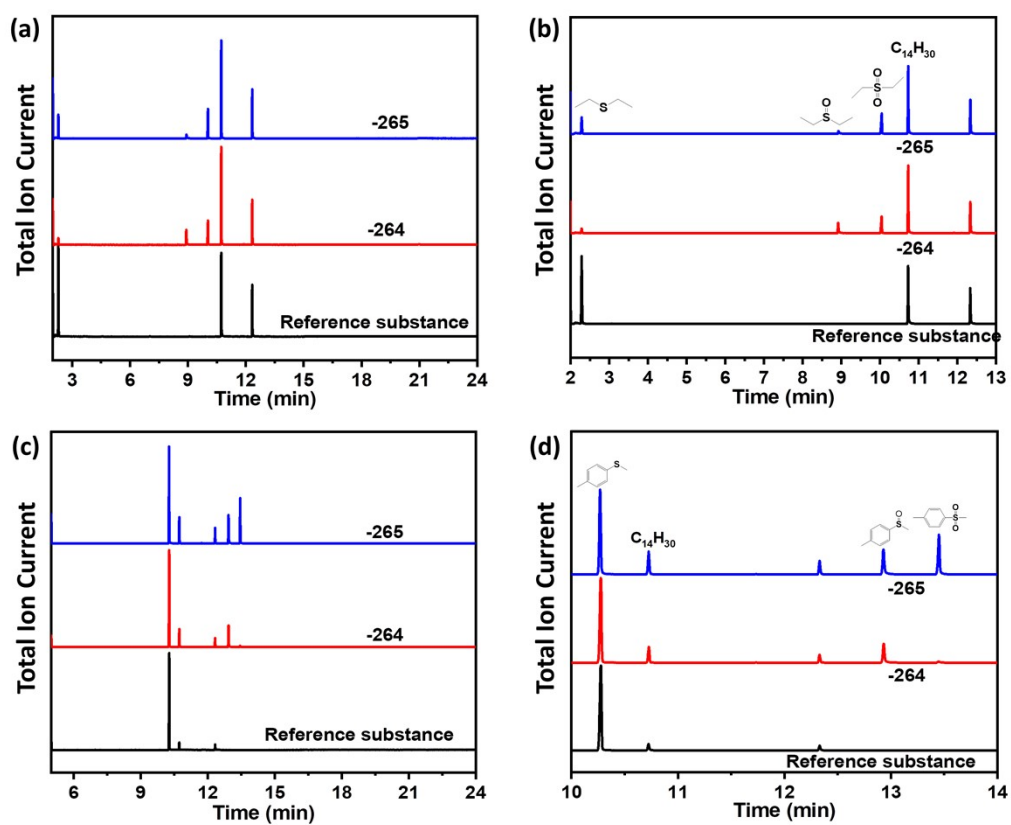 (a)
Total Ion Current
-265
-264
Reference substance
3 6 9 12 15 18 21 24
Time (min)
(b)
Total Ion Current
S
O
S
O
S
O
C₁₄H₃₀
-265
-264
Reference substance
2 3 4 5 6 7 8 9 10 11 12 13
Time (min)
(c)
Total Ion Current
-265
-264
Reference substance
6 9 12 15 18 21 24
Time (min)
(d)
Total Ion Current
S
C₁₄H₃₀
O
S
O
S
O
-265
-264
Reference substance
10 11 12 13 14
Time (min)